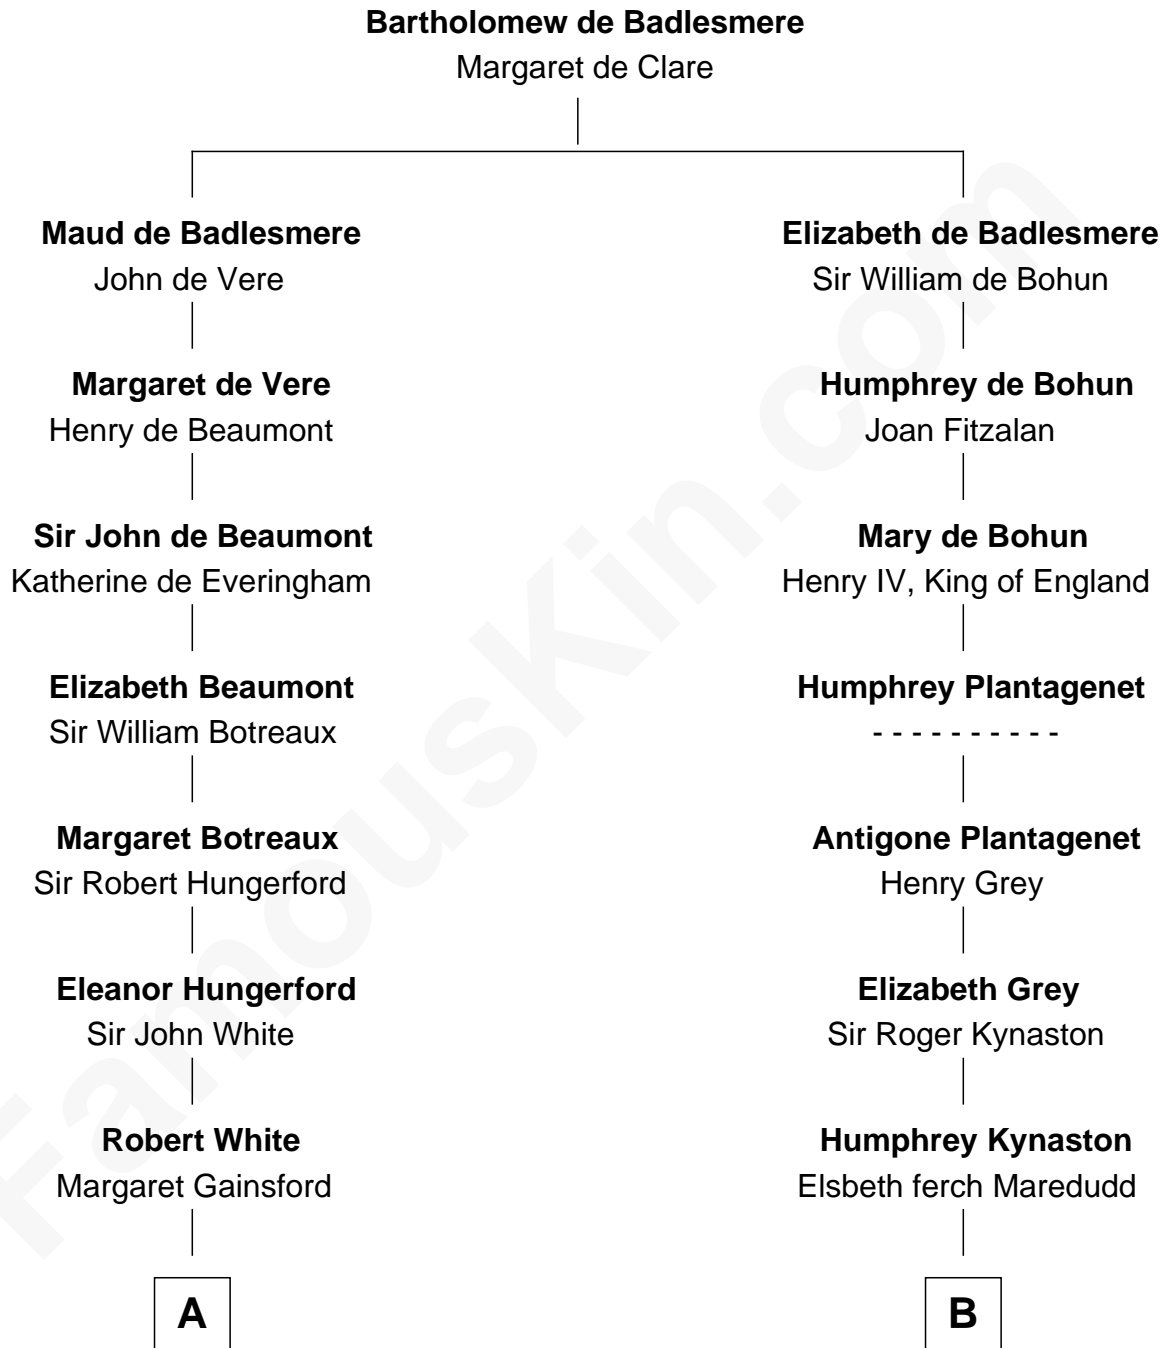 Bartholomew de Badlesmere
Margaret de Clare
Maud de Badlesmere
John de Vere
Elizabeth de Badlesmere
Sir William de Bohun
Margaret de Vere
Henry de Beaumont
Humphrey de Bohun
Joan Fitzalan
Sir John de Beaumont
Katherine de Everingham
Mary de Bohun
Henry IV, King of England
Elizabeth Beaumont
Sir William Botreaux
Humphrey Plantagenet
- - - - - - - - - -
Margaret Botreaux
Sir Robert Hungerford
Antigone Plantagenet
Henry Grey
Eleanor Hungerford
Sir John White
Elizabeth Grey
Sir Roger Kynaston
Robert White
Margaret Gainsford
Humphrey Kynaston
Elsbeth ferch Maredudd
A
B
FamousKin.com